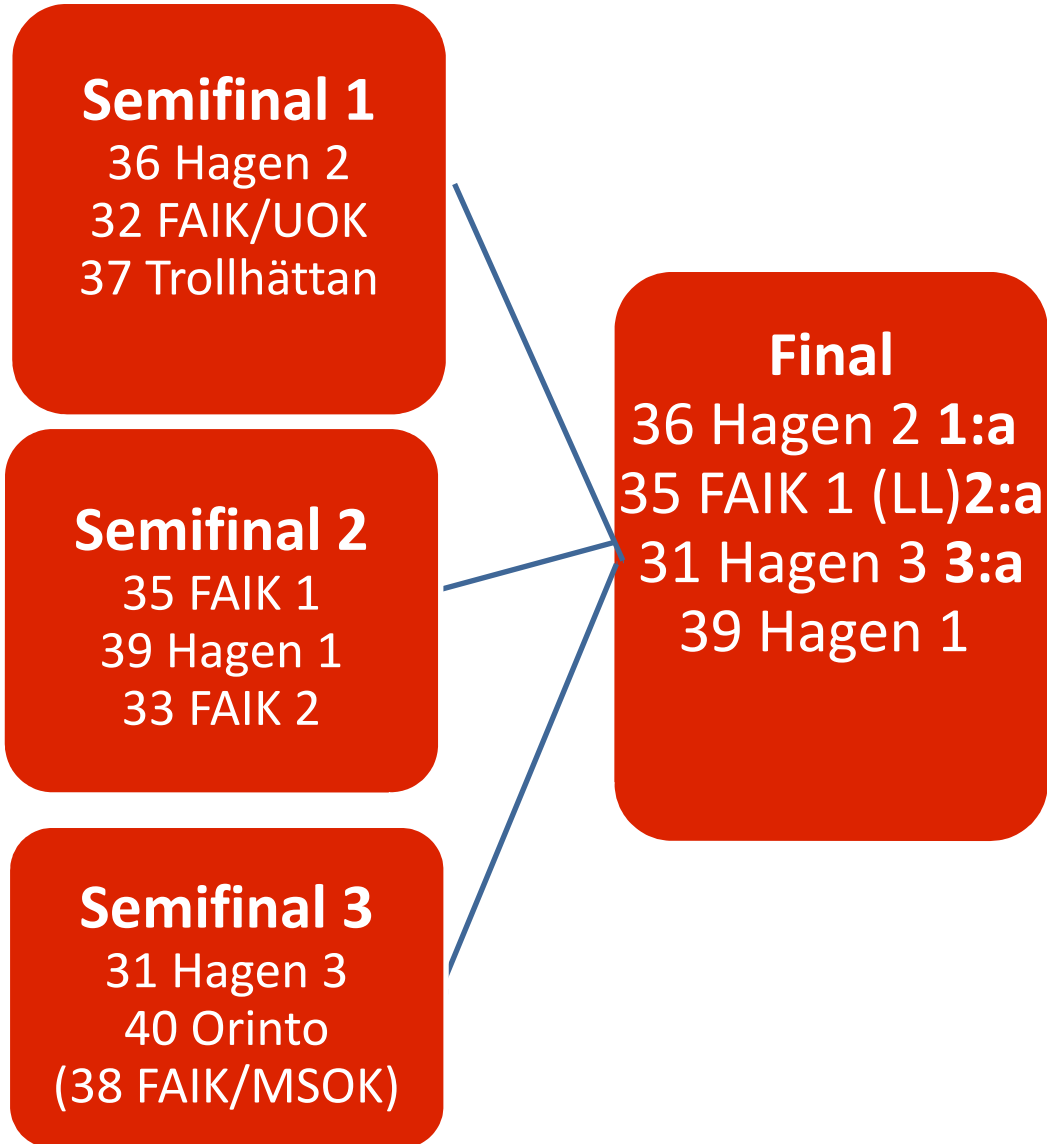 Semifinal 1
36 Hagen 2
32 FAIK/UOK
37 Trollhättan
Semifinal 2
35 FAIK 1
39 Hagen 1
33 FAIK 2
Semifinal 3
31 Hagen 3
40 Orinto
(38 FAIK/MSOK)
Final
36 Hagen 2 1:a
35 FAIK 1 (LL)2:a
31 Hagen 3 3:a
39 Hagen 1